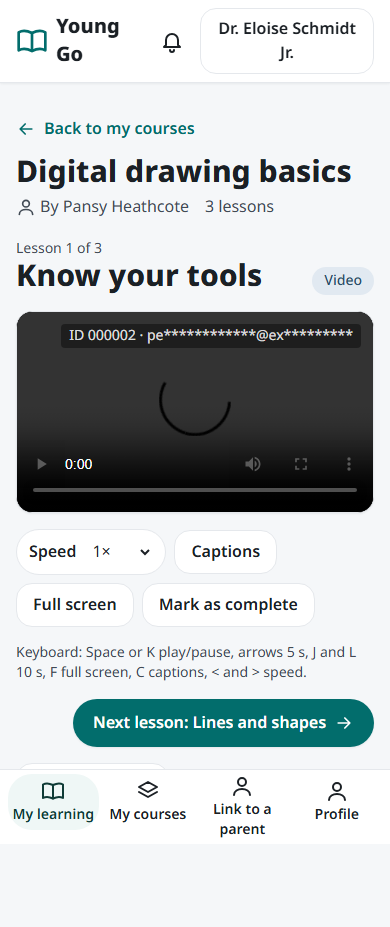 Young Go
Dr. Eloise Schmidt Jr.
Back to my courses
Digital drawing basics
By Pansy Heathcote 3 lessons
Lesson 1 of 3
Know your tools
Video
ID 000002 · pe************@ex*********
0:00
Speed 1×
Captions
Full screen
Mark as complete
Keyboard: Space or K play/pause, arrows 5 s, J and L
10 s, F full screen, C captions, < and > speed.
Next lesson: Lines and shapes
My learning
My courses
Link to a parent
Profile